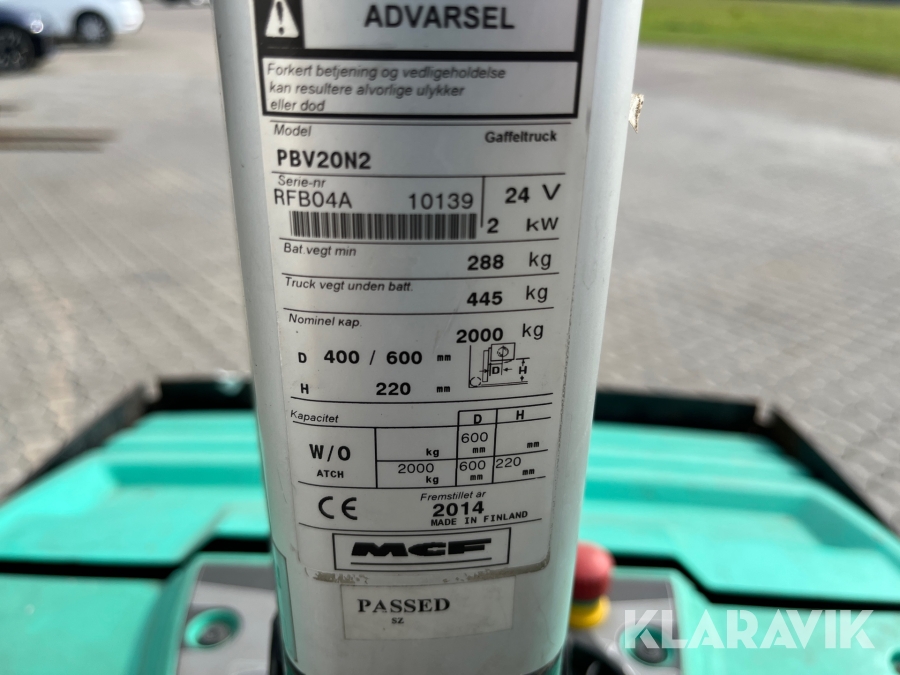 ADVARSEL
Forkert betjening og vedligeholdelse
kan resultere alvorlige ulykker
eller dod
Model Gaffeltruck
PBV20N2
Serie-nr
RFB04A 10139 24 V
2 kW
Bat.vegt min
288 kg
Truck vegt unden batt.
445 kg
Nominel kap.
2000 kg
D 400 / 600 mm
D H
H 220 mm
Kapacitet D H
W/O kg 600 mm mm
ATCH 2000 kg 600 mm 220 mm
CE Fremstillet ar
2014
MADE IN FINLAND
MCF
PASSED
SZ
KLARAVIK